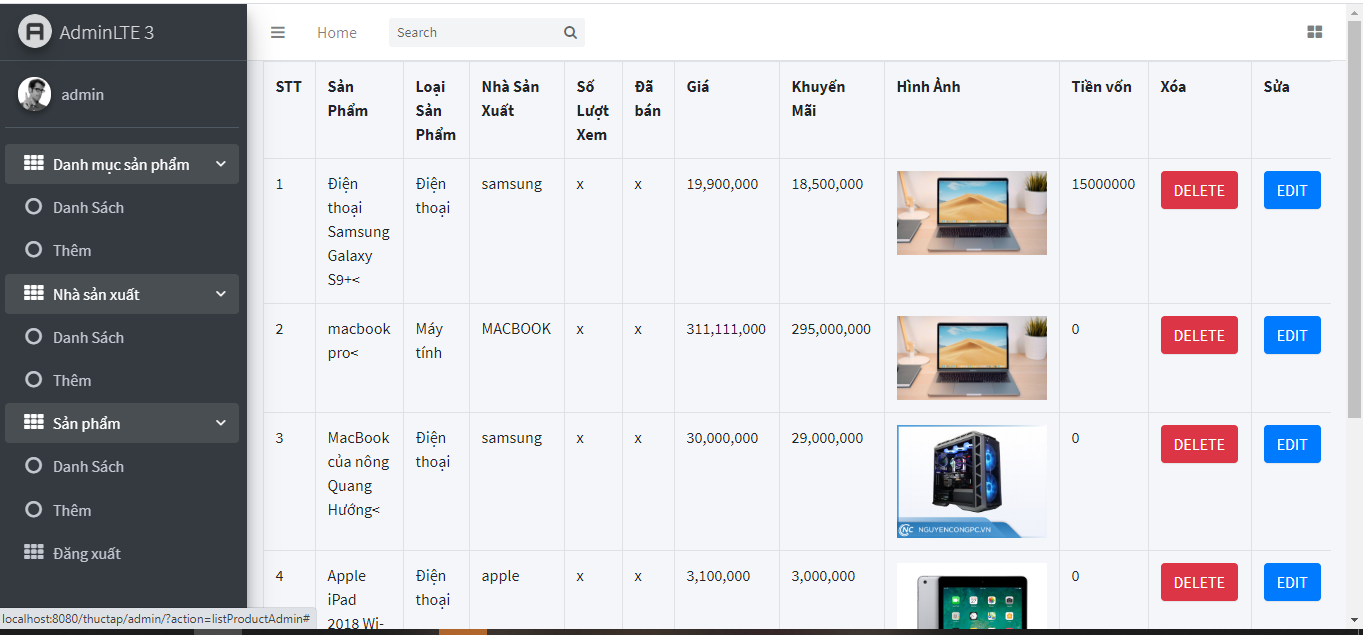 AdminLTE 3
admin
Danh mục sản phẩm
Danh Sách
Thêm
Nhà sản xuất
Danh Sách
Thêm
Sản phẩm
Danh Sách
Thêm
Đăng xuất
localhost:8080/thuctap/admin/?action=listProductAdmin#
Home
Search
STT
Sản
Phẩm
Loại
Sản
Phẩm
Nhà Sản
Xuất
Số
Lượt
Xem
Đã
bán
Giá
Khuyến
Mãi
Hình Ảnh
Tiền vốn
Xóa
Sửa
1
Điện
thoại
Samsung
Galaxy
S9+<
Điện
thoại
samsung
x
x
19,900,000
18,500,000
15000000
DELETE
EDIT
2
macbook
pro<
Máy
tính
MACBOOK
x
x
311,111,000
295,000,000
0
DELETE
EDIT
3
MacBook
của nông
Quang
Hướng<
Điện
thoại
samsung
x
x
30,000,000
29,000,000
NC NGUYENCONGPC.VN
0
DELETE
EDIT
4
Apple
iPad
2018 Wi-
Điện
thoại
apple
x
x
3,100,000
3,000,000
0
DELETE
EDIT